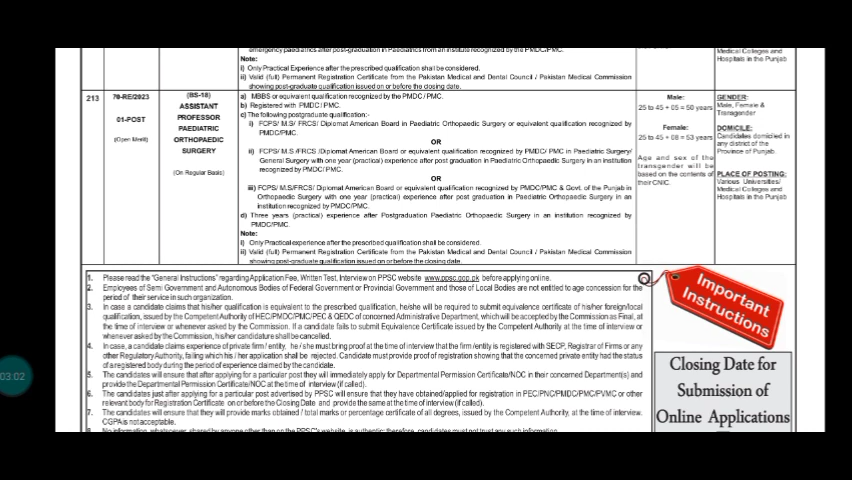 emergency paediatrics after post-graduation in Paediatrics from an institute recognized by the PMDC/PMC.
Note:
i) Only Practical Experience after the prescribed qualification shall be considered.
ii) Valid (full) Permanent Registration Certificate from the Pakistan Medical and Dental Council / Pakistan Medical Commission
showing post-graduate qualification issued on or before the closing date.
Medical Colleges and
Hospitals in the Punjab
213
70-RE/2023
01-POST
(Open Merit)
(BS-18)
ASSISTANT
PROFESSOR
PAEDIATRIC
ORTHOPAEDIC
SURGERY
(On Regular Basis)
a) MBBS or equivalent qualification recognized by the PMDC / PMC.
b) Registered with PMDC / PMC.
c) The following postgraduate qualification:-
i) FCPS/ M.S/ FRCS/ Diplomat American Board in Paediatric Orthopaedic Surgery or equivalent qualification recognized by
PMDC/PMC.
OR
ii) FCPS/ M.S/ FRCS /Diplomat American Board or equivalent qualification recognized by PMDC/ PMC in Paediatric Surgery/
General Surgery with one year (practical) experience after post graduation in Paediatric Orthopaedic Surgery in an institution
recognized by PMDC/PMC.
OR
iii) FCPS/ M.S/FRCS/ Diplomat American Board or equivalent qualification recognized by PMDC/PMC & Govt. of the Punjab in
Orthopaedic Surgery with one year (practical) experience after post graduation in Paediatric Orthopaedic Surgery in an
institution recognized by PMDC/PMC.
d) Three years (practical) experience after Postgraduation Paediatric Orthopaedic Surgery in an institution recognized by
PMDC/PMC.
Note:
i) Only Practical experience after the prescribed qualification shall be considered.
ii) Valid (full) Permanent Registration Certificate from the Pakistan Medical and Dental Council / Pakistan Medical Commission
showing post-graduate qualification issued on or before the closing date.
Male:
25 to 45 + 05 = 50 years
Female:
25 to 45 + 08 = 53 years
Age and sex of the
transgender will be
based on the contents of
their CNIC.
GENDER:
Male, Female &
Transgender
DOMICILE:
Candidates domiciled in
any district of the
Province of Punjab.
PLACE OF POSTING:
Various Universities/
Medical Colleges and
Hospitals in the Punjab
1. Please read the "General Instructions" regarding Application Fee, Written Test, Interview on PPSC website www.ppsc.gop.pk before applying online.
2. Employees of Semi Government and Autonomous Bodies of Federal Government or Provincial Government and those of Local Bodies are not entitled to age concession for the
period of their service in such organization.
3. In case a candidate claims that his/her qualification is equivalent to the prescribed qualification, he/she will be required to submit equivalence certificate of his/her foreign/local
qualification, issued by the Competent Authority of HEC/PMDC/PMC/PEC & QEDC of concerned Administrative Department, which will be accepted by the Commission as Final, at
the time of interview or whenever asked by the Commission. If a candidate fails to submit Equivalence Certificate issued by the Competent Authority at the time of interview or
whenever asked by the Commission, his/her candidature shall be cancelled.
4. In case, a candidate claims experience of private firm / entity, he / she must bring proof at the time of interview that the firm /entity is registered with SECP, Registrar of Firms or any
other Regulatory Authority, failing which his / her application shall be rejected. Candidate must provide proof of registration showing that the concerned private entity had the status
of a registered body during the period of experience claimed by the candidate.
5. The candidates will ensure that after applying for a particular post they will immediately apply for Departmental Permission Certificate/NOC in their concerned Department(s) and
provide the Departmental Permission Certificate/NOC at the time of interview (if called).
6. The candidates just after applying for a particular post advertised by PPSC will ensure that they have obtained/applied for registration in PEC/PNC/PMDC/PMC/PVMC or other
relevant body for Registration Certificate on or before the Closing Date and provide the same at the time of interview (if called).
7. The candidates will ensure that they will provide marks obtained / total marks or percentage certificate of all degrees, issued by the Competent Authority, at the time of interview.
CGPA is not acceptable.
8. No information, whatsoever, shared by anyone other than on the PPSC's website, is authentic; therefore, candidates must not trust any such information.
Important
Instructions
Closing Date for
Submission of
Online Applications
03:02